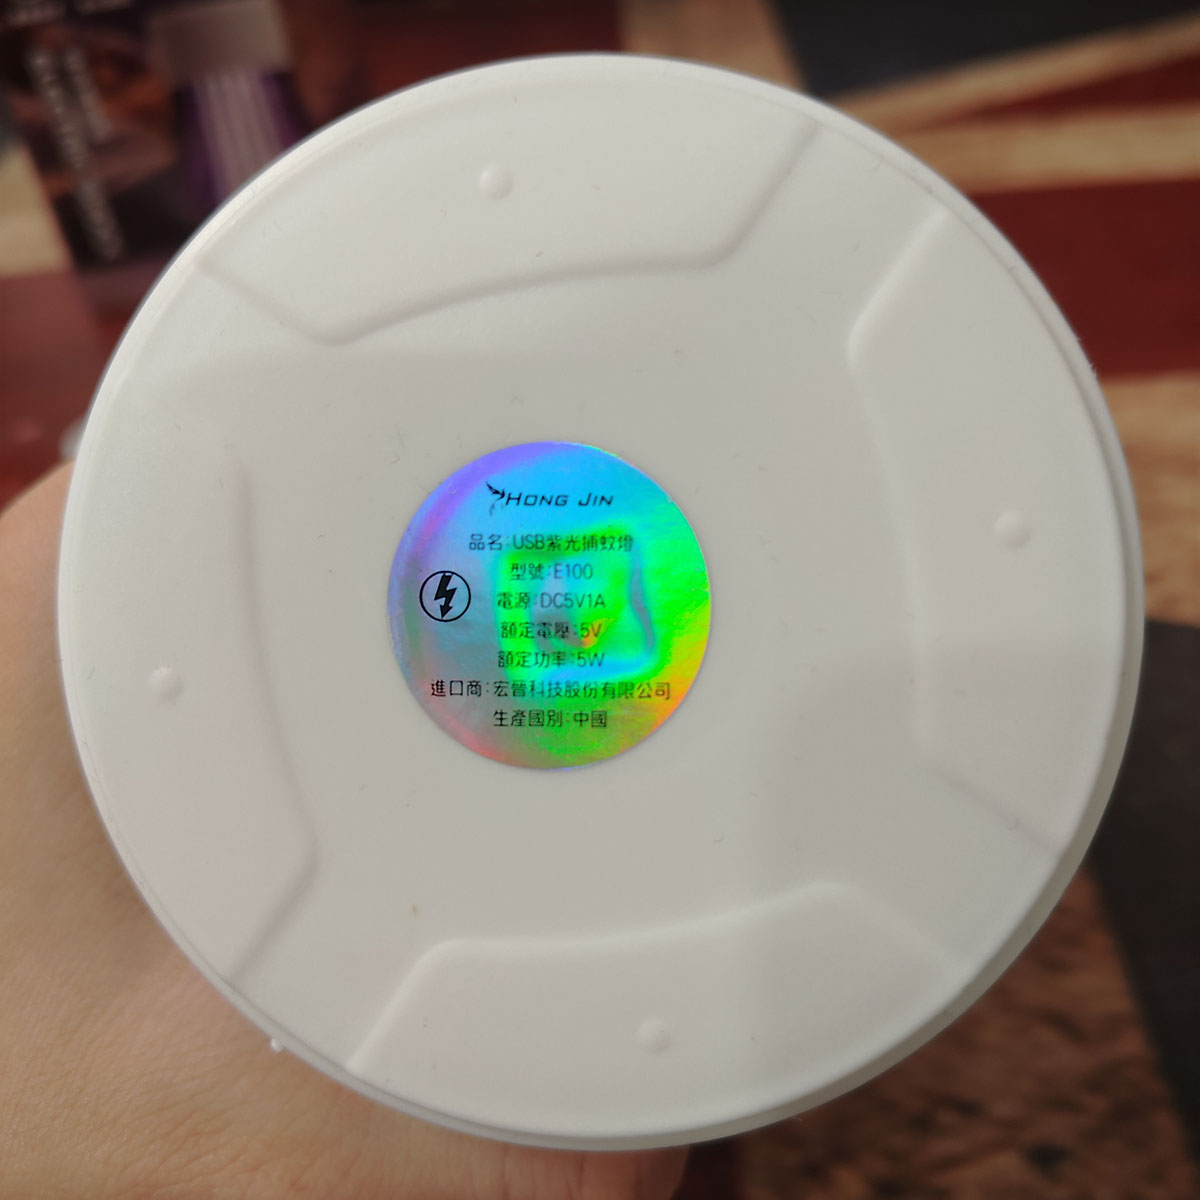 HONG JIN
品名:USB紫光捕蚊燈
型號:E100
電源:DC5V1A
額定電壓:5V
額定功率:5W
進口商:宏晉科技股份有限公司
生產國別:中國